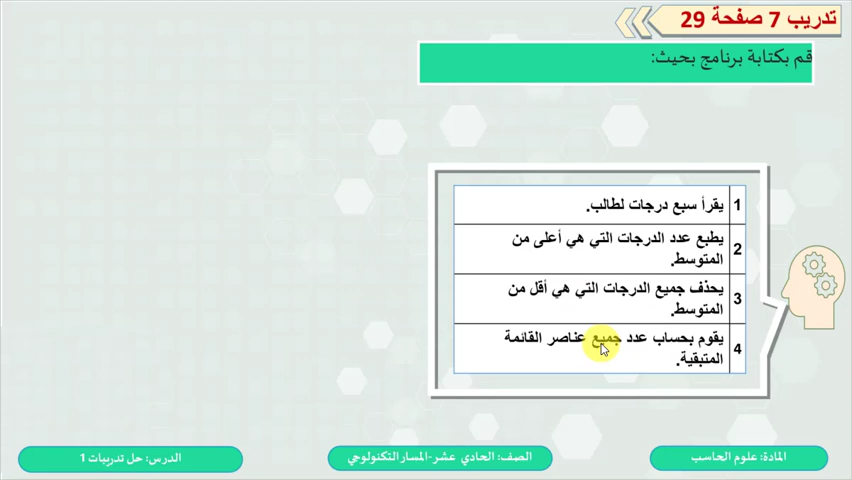 تدريب 7 صفحة 29
قم بكتابة برنامج بحيث:
1 يقرأ سبع درجات لطالب.
2 يطبع عدد الدرجات التي هي أعلى من
المتوسط.
3 يحذف جميع الدرجات التي هي أقل من
المتوسط.
4 يقوم بحساب عدد جميع عناصر القائمة
المتبقية.
المادة: علوم الحاسب
الصف: الحادي عشر-المسار التكنولوجي
الدرس: حل تدريبات 1